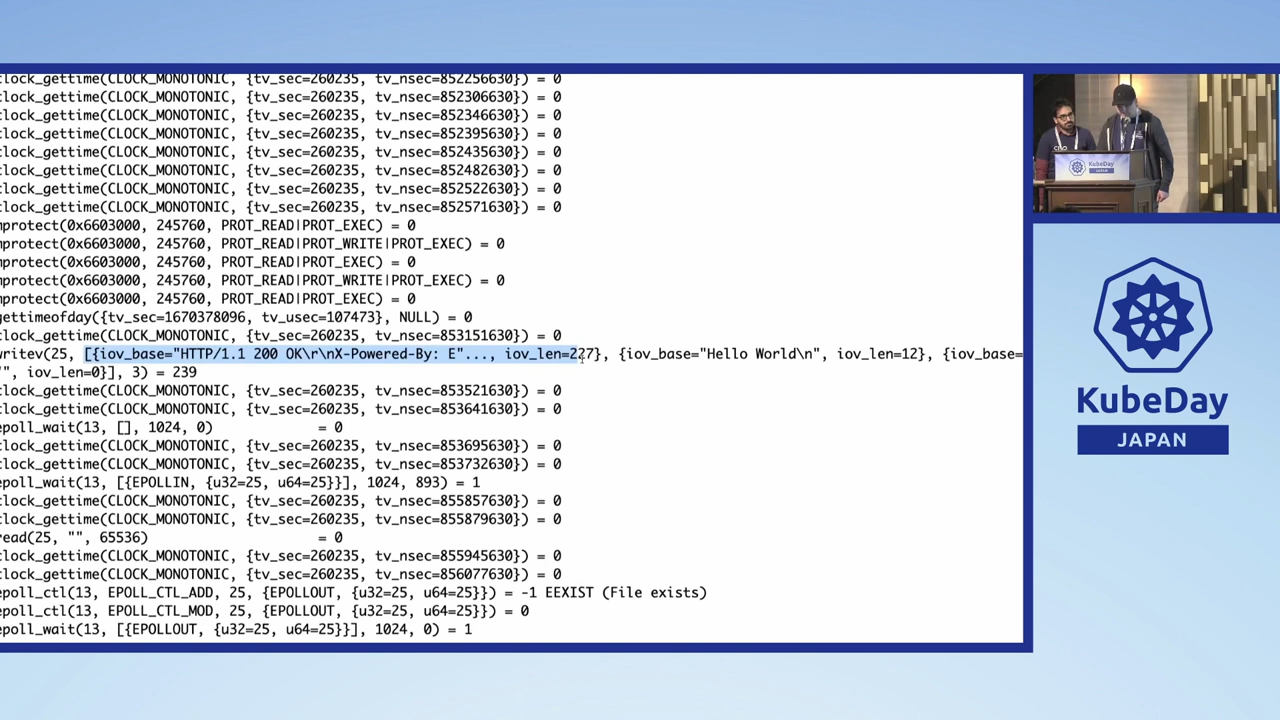 clock_gettime(CLOCK_MONOTONIC, {tv_sec=260235, tv_nsec=852256630}) = 0
clock_gettime(CLOCK_MONOTONIC, {tv_sec=260235, tv_nsec=852306630}) = 0
clock_gettime(CLOCK_MONOTONIC, {tv_sec=260235, tv_nsec=852346630}) = 0
clock_gettime(CLOCK_MONOTONIC, {tv_sec=260235, tv_nsec=852395630}) = 0
clock_gettime(CLOCK_MONOTONIC, {tv_sec=260235, tv_nsec=852435630}) = 0
clock_gettime(CLOCK_MONOTONIC, {tv_sec=260235, tv_nsec=852482630}) = 0
clock_gettime(CLOCK_MONOTONIC, {tv_sec=260235, tv_nsec=852522630}) = 0
clock_gettime(CLOCK_MONOTONIC, {tv_sec=260235, tv_nsec=852571630}) = 0
mprotect(0x6603000, 245760, PROT_READ|PROT_EXEC) = 0
mprotect(0x6603000, 245760, PROT_READ|PROT_WRITE|PROT_EXEC) = 0
mprotect(0x6603000, 245760, PROT_READ|PROT_EXEC) = 0
mprotect(0x6603000, 245760, PROT_READ|PROT_WRITE|PROT_EXEC) = 0
mprotect(0x6603000, 245760, PROT_READ|PROT_EXEC) = 0
gettimeofday({tv_sec=1670378096, tv_usec=107473}, NULL) = 0
clock_gettime(CLOCK_MONOTONIC, {tv_sec=260235, tv_nsec=853151630}) = 0
writev(25, [{iov_base="HTTP/1.1 200 OK\r\nX-Powered-By: E"..., iov_len=227}, {iov_base="Hello World\n", iov_len=12}, {iov_base=
"", iov_len=0}], 3) = 239
clock_gettime(CLOCK_MONOTONIC, {tv_sec=260235, tv_nsec=853521630}) = 0
clock_gettime(CLOCK_MONOTONIC, {tv_sec=260235, tv_nsec=853641630}) = 0
epoll_wait(13, [], 1024, 0) = 0
clock_gettime(CLOCK_MONOTONIC, {tv_sec=260235, tv_nsec=853695630}) = 0
clock_gettime(CLOCK_MONOTONIC, {tv_sec=260235, tv_nsec=853732630}) = 0
epoll_wait(13, [{EPOLLIN, {u32=25, u64=25}}], 1024, 893) = 1
clock_gettime(CLOCK_MONOTONIC, {tv_sec=260235, tv_nsec=855857630}) = 0
clock_gettime(CLOCK_MONOTONIC, {tv_sec=260235, tv_nsec=855879630}) = 0
read(25, "", 65536) = 0
clock_gettime(CLOCK_MONOTONIC, {tv_sec=260235, tv_nsec=855945630}) = 0
clock_gettime(CLOCK_MONOTONIC, {tv_sec=260235, tv_nsec=856077630}) = 0
epoll_ctl(13, EPOLL_CTL_ADD, 25, {EPOLLOUT, {u32=25, u64=25}}) = -1 EEXIST (File exists)
epoll_ctl(13, EPOLL_CTL_MOD, 25, {EPOLLOUT, {u32=25, u64=25}}) = 0
epoll_wait(13, [{EPOLLOUT, {u32=25, u64=25}}], 1024, 0) = 1
KubeDay
JAPAN
KubeDay
JAPAN